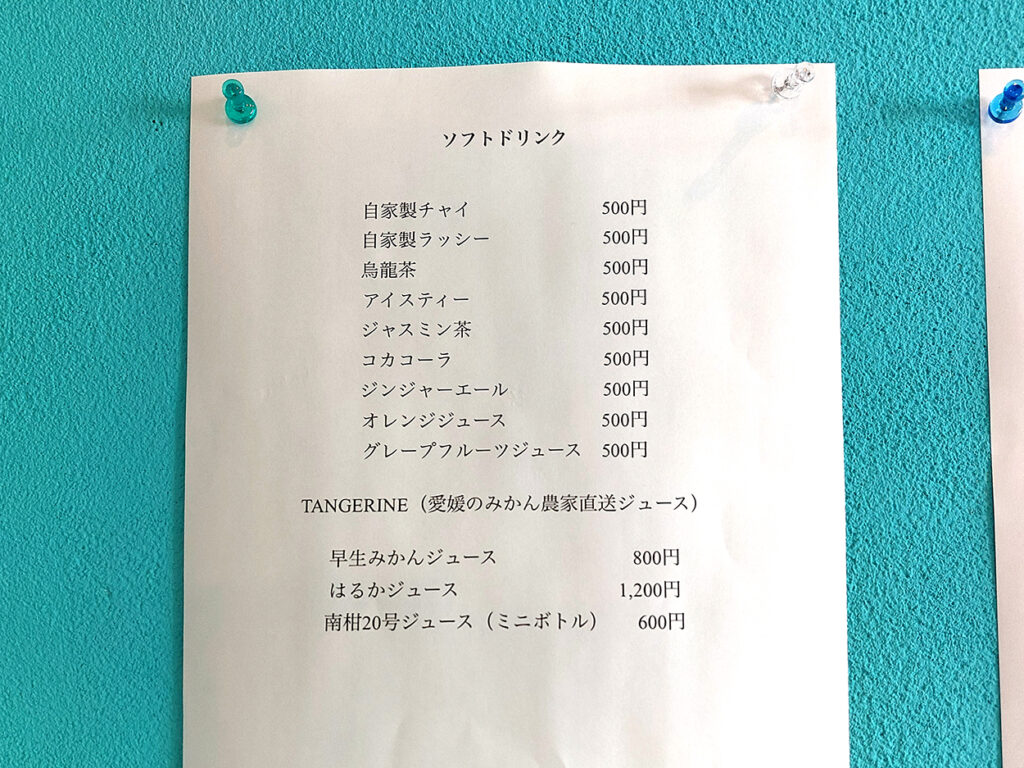 ソフトドリンク
自家製チャイ 500円
自家製ラッシー 500円
烏龍茶 500円
アイスティー 500円
ジャスミン茶 500円
コカコーラ 500円
ジンジャーエール 500円
オレンジジュース 500円
グレープフルーツジュース 500円
TANGERINE（愛媛のみかん農家直送ジュース）
早生みかんジュース 800円
はるかジュース 1,200円
南柑20号ジュース（ミニボトル） 600円